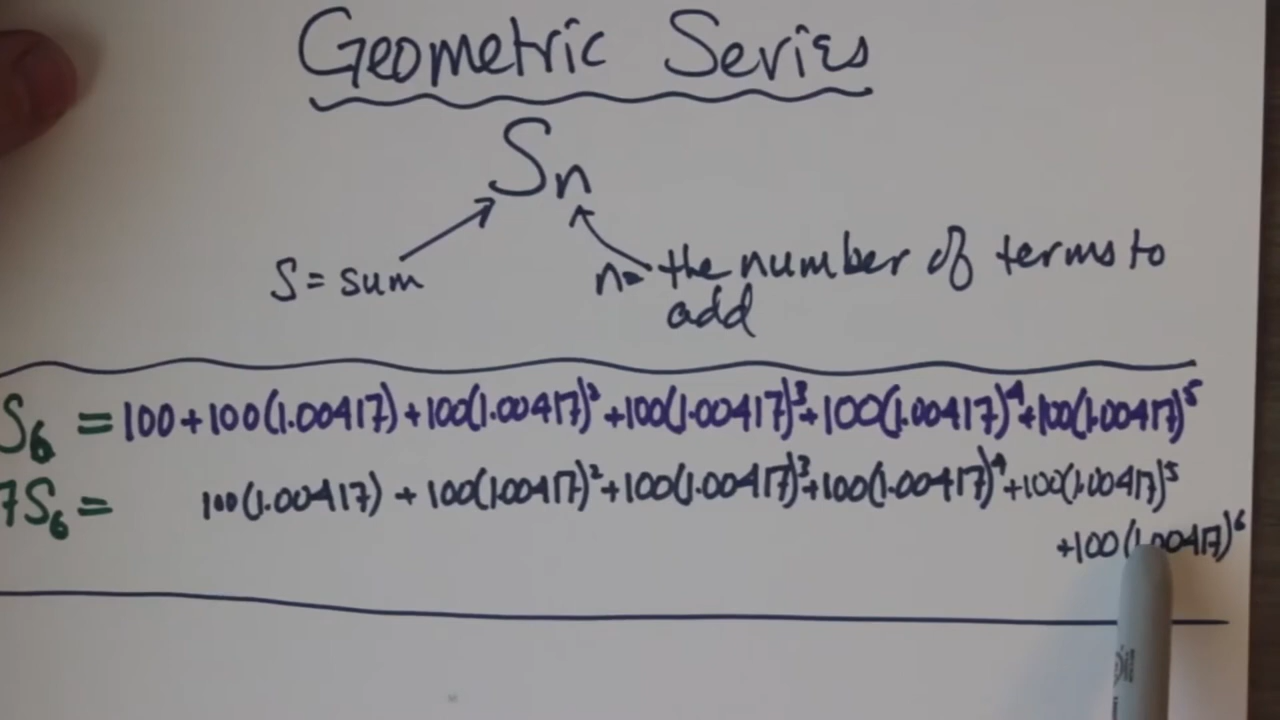 Geometric Series
Sn
S = sum
n = the number of terms to
add
S₆ = 100 + 100(1.00417) + 100(1.00417)² + 100(1.00417)³ + 100(1.00417)⁴ + 100(1.00417)⁵
7S₆ = 100(1.00417) + 100(1.00417)² + 100(1.00417)³ + 100(1.00417)⁴ + 100(1.00417)⁵
+100(1.00417)⁶